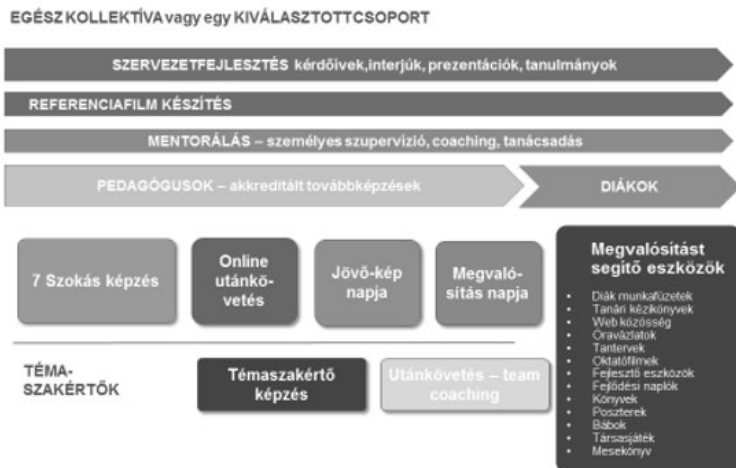 EGÉSZ KOLLEKTÍVA vagy egy KIVÁLASZTOTT CSOPORT
SZERVEZETFEJLESZTÉS kérdőívek,interjúk, prezentációk, tanulmányok
REFERENCIAFILM KÉSZÍTÉS
MENTORÁLÁS – személyes szupervízió, coaching, tanácsadás
PEDAGÓGUSOK – akkreditált továbbképzések
DIÁKOK
7 Szokás képzés
Online
utánkö-
vetés
Jövő-kép
napja
Megvaló-
sítás napja
Megvalósítást
segítő eszközök
• Diák munkafüzetek
• Tanári kézikönyvek
• Web közösség
• Óravázlatok
• Tantervek
• Oktatófilmek
• Fejlesztő eszközök
• Fejlődési naplók
• Könyvek
• Poszterek
• Bábok
• Társasjáték
• Mesekönyv
TÉMA-
SZAKÉRTŐK
Témaszakértő
képzés
Utánkövetés – team
coaching